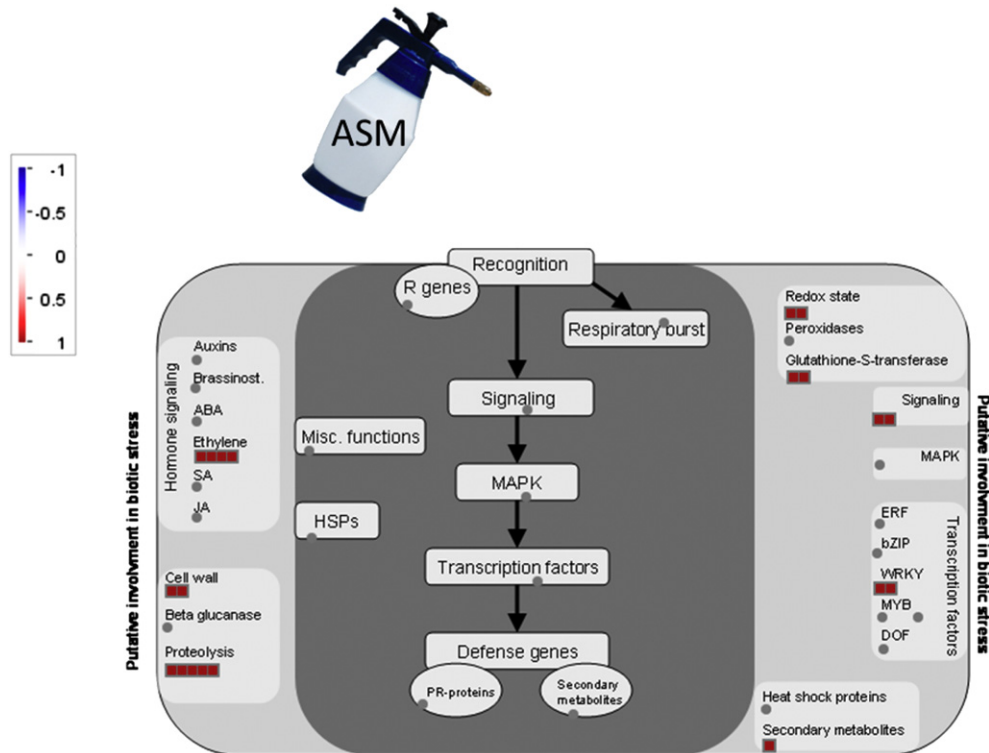 ASM
-1
-0.5
0
0.5
1
Recognition
R genes
Respiratory burst
Signaling
Misc. functions
MAPK
HSPs
Transcription factors
Defense genes
PR-proteins
Secondary
metabolites
Putative involvment in biotic stress
Hormone signaling
Auxins
Brassinost.
ABA
Ethylene
SA
JA
Cell wall
Beta glucanase
Proteolysis
Redox state
Peroxidases
Glutathione-S-transferase
Signaling
MAPK
ERF
bZIP
WRKY
MYB
DOF
Transcription factors
Putative involvment in biotic stress
Heat shock proteins
Secondary metabolites